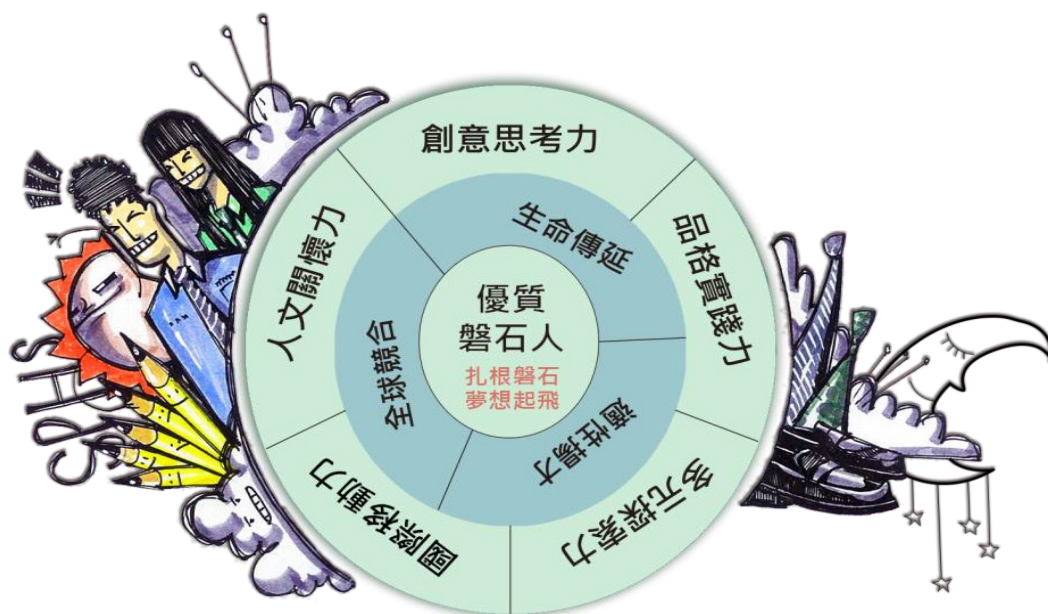 創意思考力
品格實踐力
多元探索力
國際移動力
人文關懷力
生命傳延
適性揚才
全球競合
優質
磐石人
扎根磐石
夢想起飛
CPHS